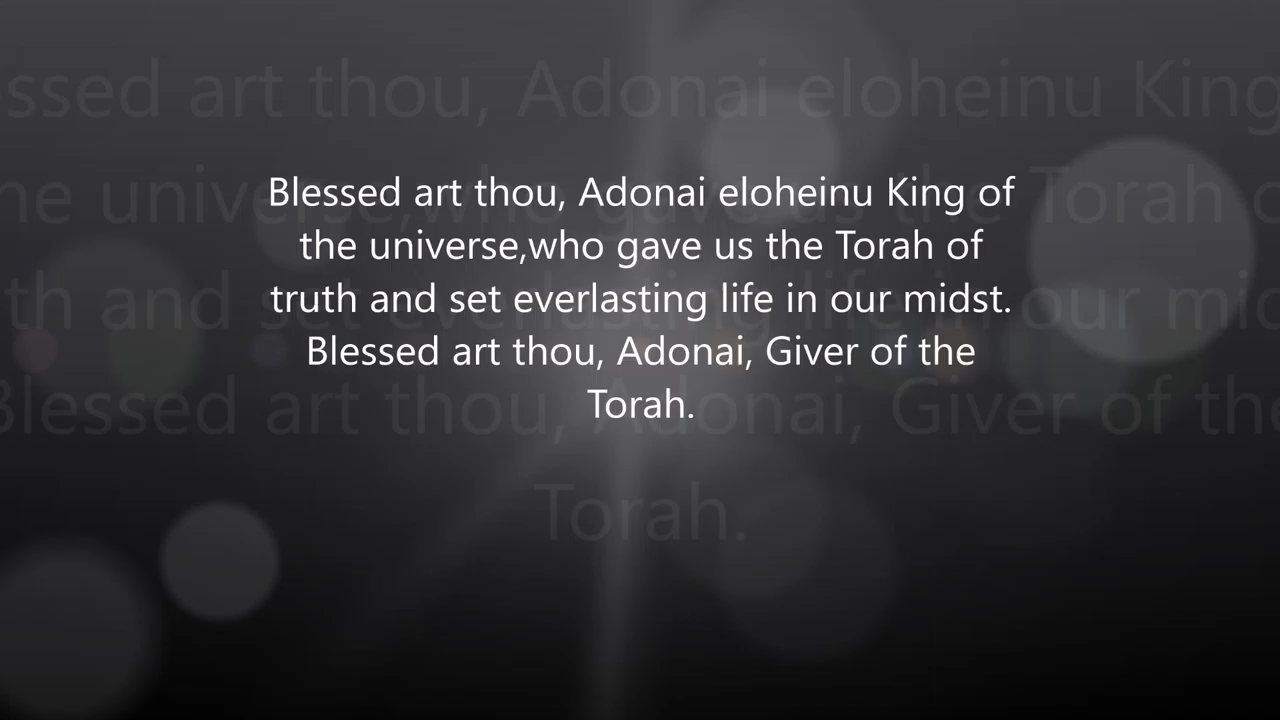 Blessed art thou, Adonai eloheinu King of
the universe,who gave us the Torah of
truth and set everlasting life in our midst.
Blessed art thou, Adonai, Giver of the
Torah.